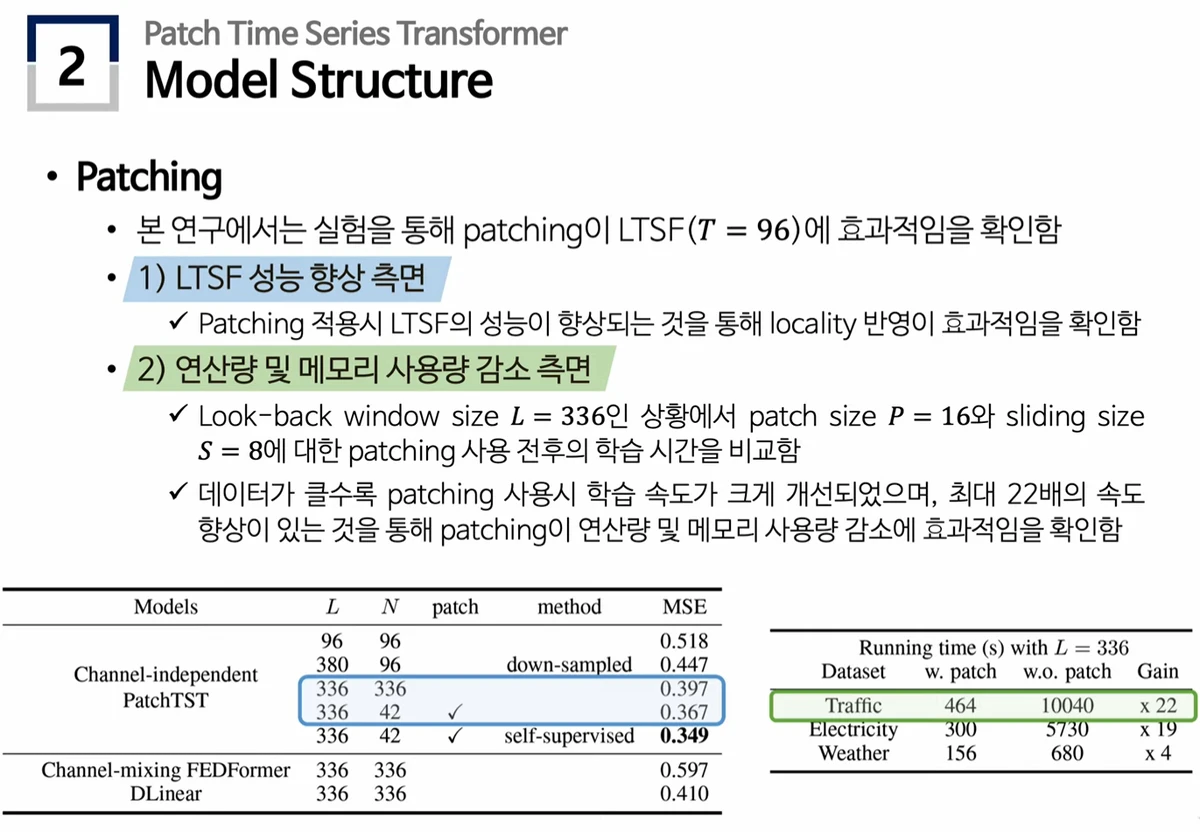 2
Patch Time Series Transformer
Model Structure
• Patching
• 본 연구에서는 실험을 통해 patching이 LTSF(T = 96)에 효과적임을 확인함
• 1) LTSF 성능 향상 측면
✓ Patching 적용시 LTSF의 성능이 향상되는 것을 통해 locality 반영이 효과적임을 확인함
• 2) 연산량 및 메모리 사용량 감소 측면
✓ Look-back window size L = 336인 상황에서 patch size P = 16와 sliding size
S = 8에 대한 patching 사용 전후의 학습 시간을 비교함
✓ 데이터가 클수록 patching 사용시 학습 속도가 크게 개선되었으며, 최대 22배의 속도
향상이 있는 것을 통해 patching이 연산량 및 메모리 사용량 감소에 효과적임을 확인함
Models L N patch method MSE
96 96 0.518
380 96 down-sampled 0.447
Channel-independent
PatchTST
336 336 0.397
336 42 ✓ 0.367
336 42 ✓ self-supervised 0.349
Channel-mixing FEDFormer 336 336 0.597
DLinear 336 336 0.410
Running time (s) with L = 336
Dataset w. patch w.o. patch Gain
Traffic 464 10040 x 22
Electricity 300 5730 x 19
Weather 156 680 x 4